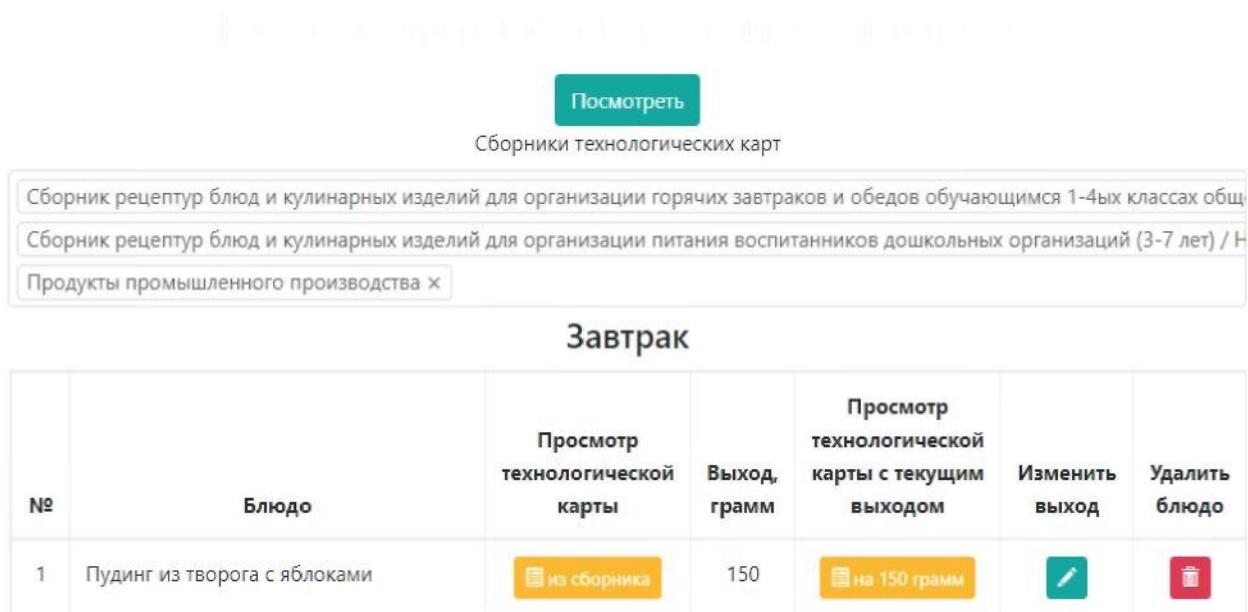 Посмотреть
Сборники технологических карт
Сборник рецептур блюд и кулинарных изделий для организации горячих завтраков и обедов обучающимся 1-4ых классах общ
Сборник рецептур блюд и кулинарных изделий для организации питания воспитанников дошкольных организаций (3-7 лет) / Н
Продукты промышленного производства ×
Завтрак
№
Блюдо
Просмотр
технологической
карты
Выход,
грамм
Просмотр
технологической
карты с текущим
выходом
Изменить
выход
Удалить
блюдо
1
Пудинг из творога с яблоками
из сборника
150
на 150 грамм